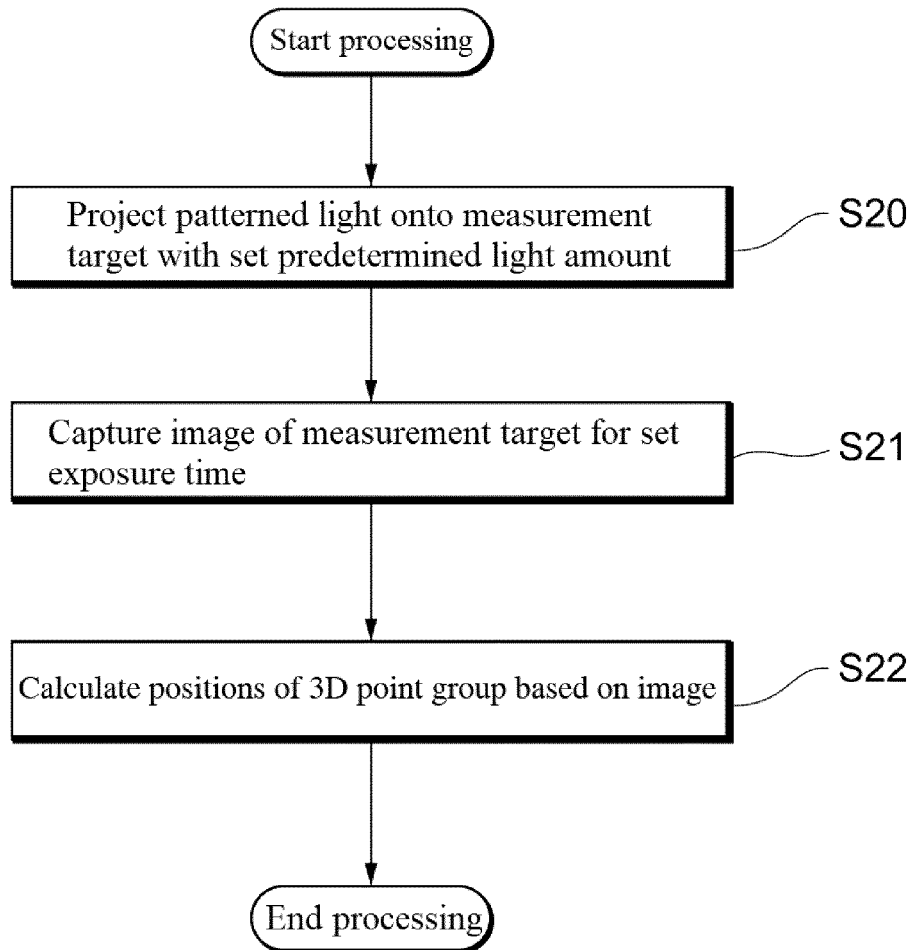 Start processing
Project patterned light onto measurement
target with set predetermined light amount
S20
Capture image of measurement target for set
exposure time
S21
Calculate positions of 3D point group based on image
S22
End processing